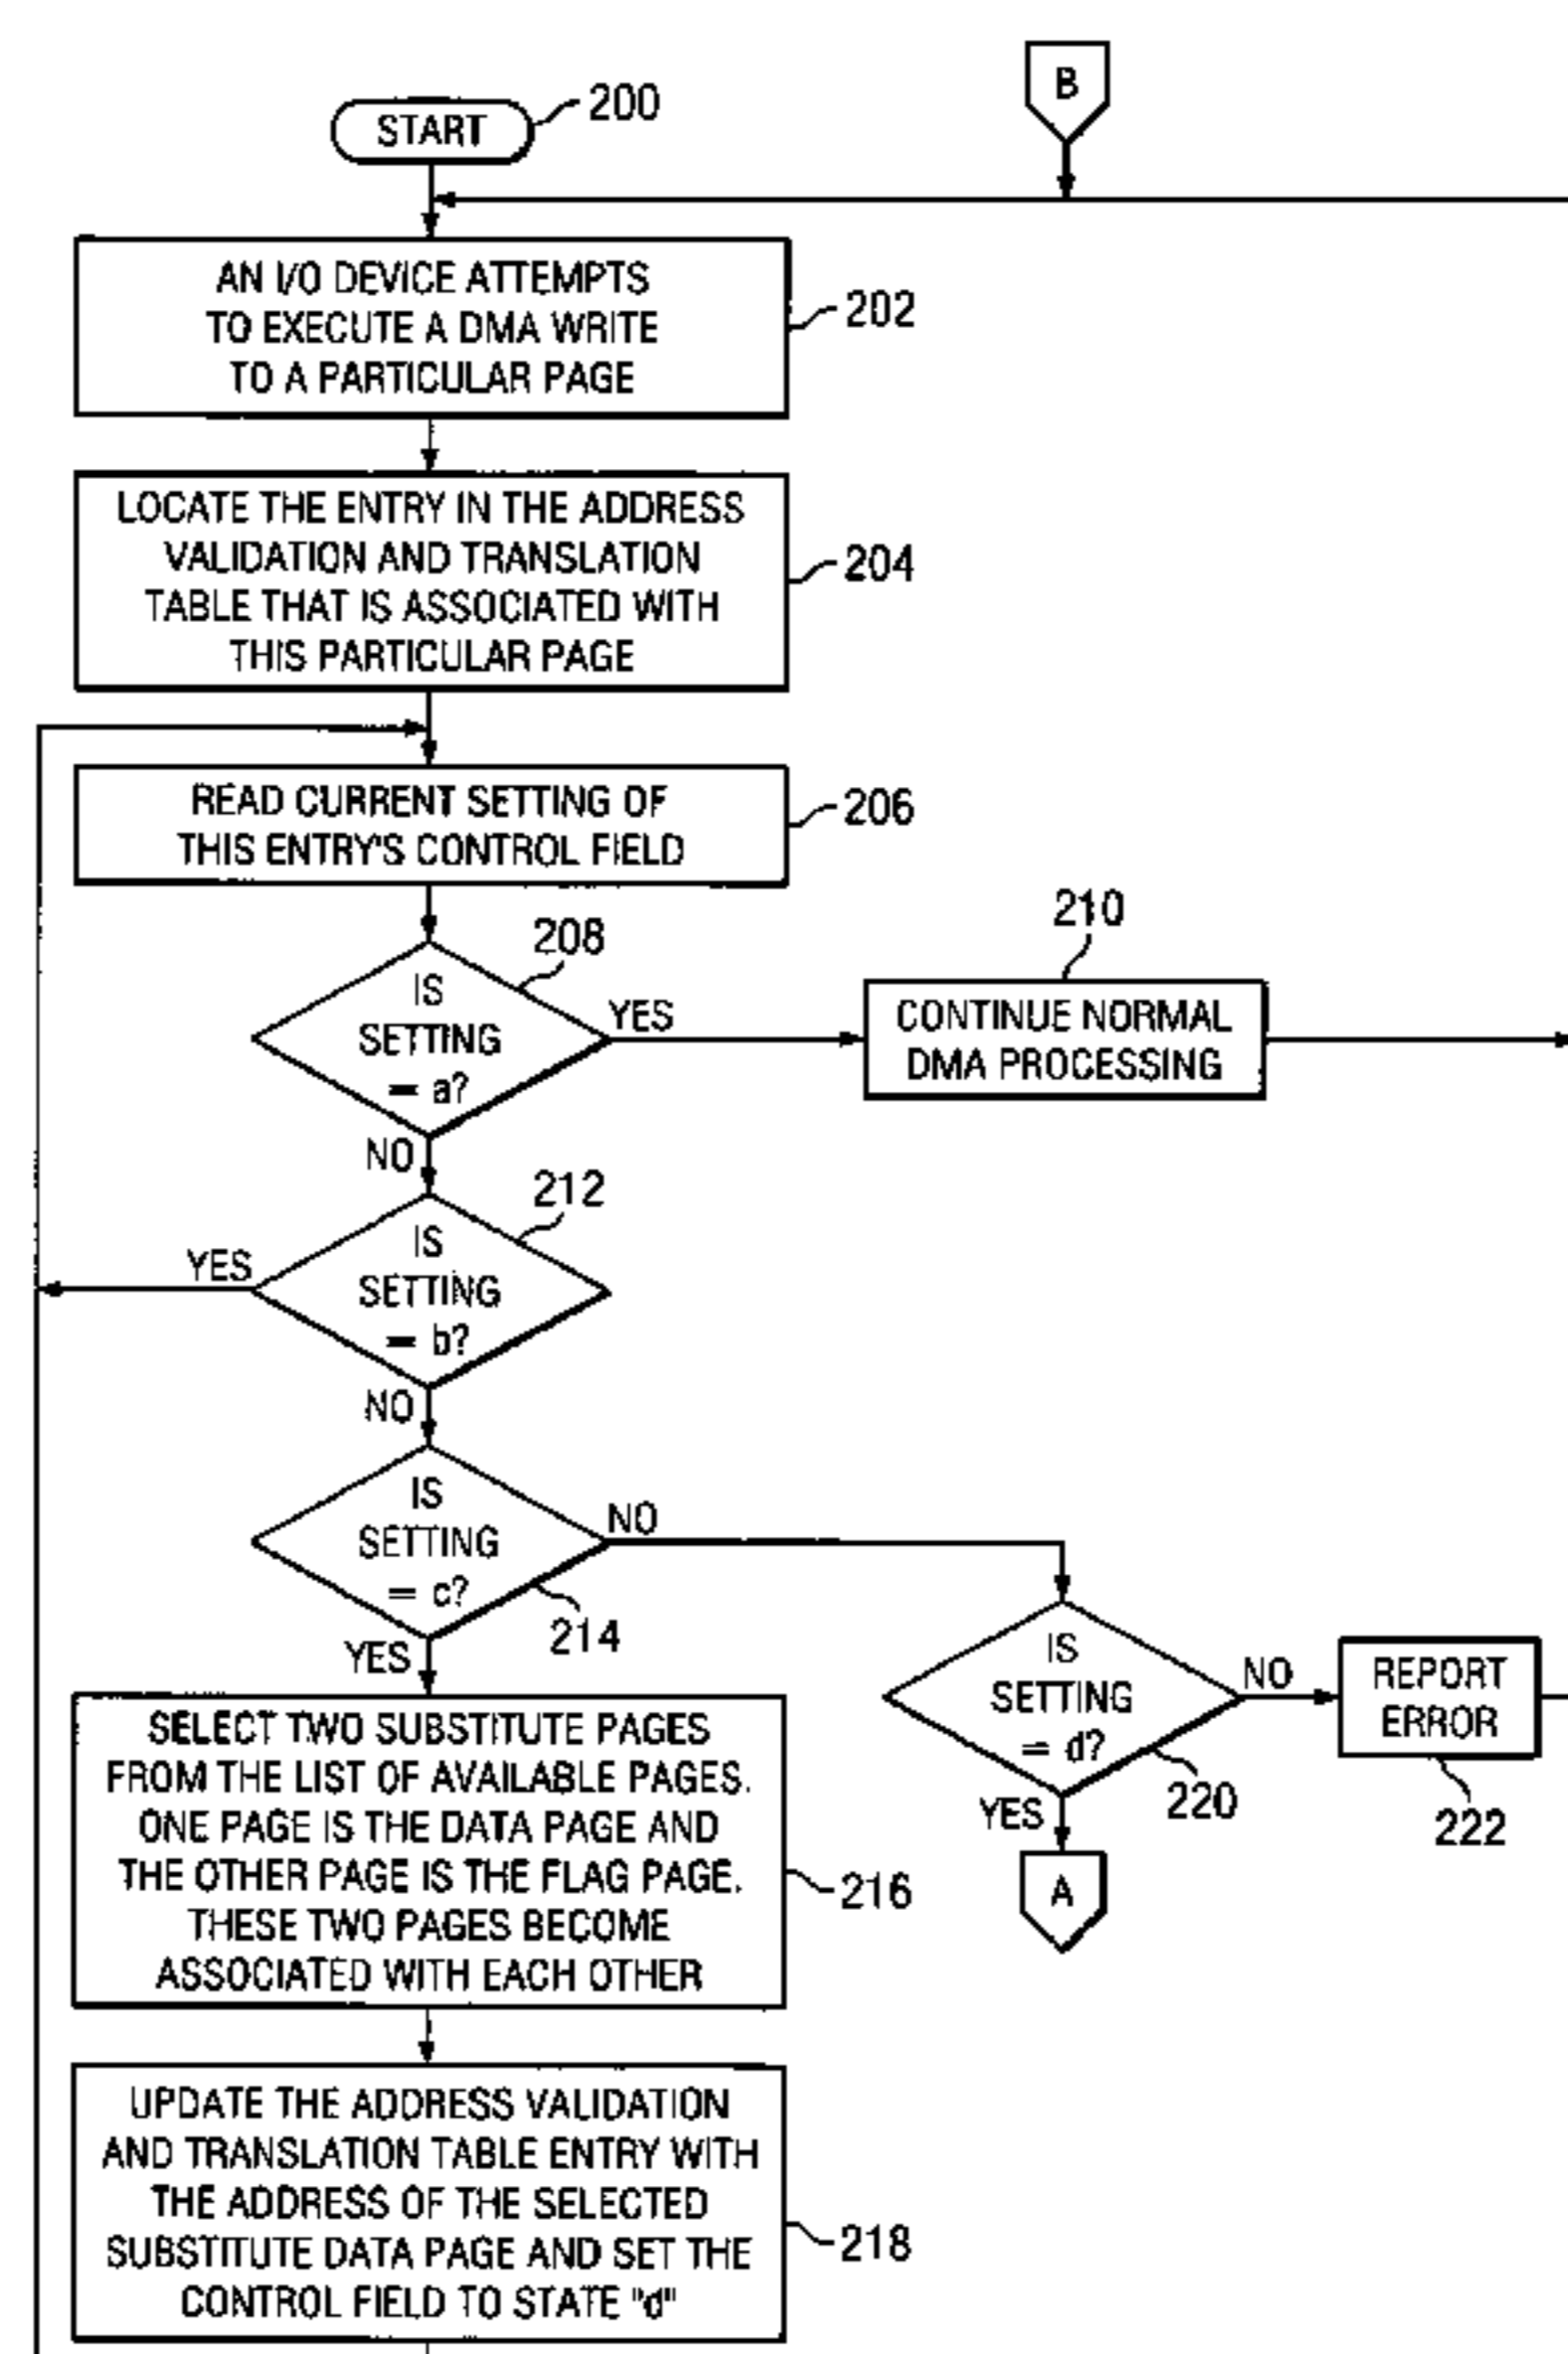 B
START
200
AN I/O DEVICE ATTEMPTS
TO EXECUTE A DMA WRITE
TO A PARTICULAR PAGE
202
LOCATE THE ENTRY IN THE ADDRESS
VALIDATION AND TRANSLATION
TABLE THAT IS ASSOCIATED WITH
THIS PARTICULAR PAGE
204
READ CURRENT SETTING OF
THIS ENTRY'S CONTROL FIELD
206
208
IS
SETTING
= a?
YES
NO
210
CONTINUE NORMAL
DMA PROCESSING
212
IS
SETTING
= b?
YES
NO
IS
SETTING
= c?
NO
214
YES
IS
SETTING
= d?
NO
220
YES
REPORT
ERROR
222
A
SELECT TWO SUBSTITUTE PAGES
FROM THE LIST OF AVAILABLE PAGES.
ONE PAGE IS THE DATA PAGE AND
THE OTHER PAGE IS THE FLAG PAGE.
THESE TWO PAGES BECOME
ASSOCIATED WITH EACH OTHER
216
UPDATE THE ADDRESS VALIDATION
AND TRANSLATION TABLE ENTRY WITH
THE ADDRESS OF THE SELECTED
SUBSTITUTE DATA PAGE AND SET THE
CONTROL FIELD TO STATE "d"
218